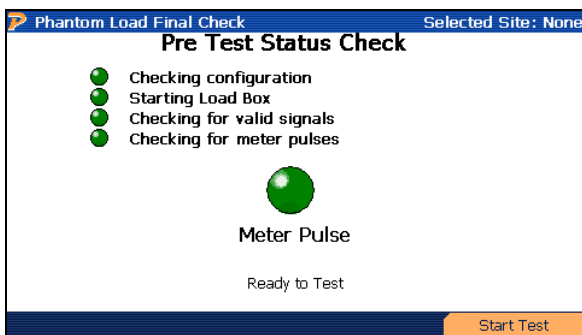 Phantom Load Final Check Selected Site: None
Pre Test Status Check
Checking configuration
Starting Load Box
Checking for valid signals
Checking for meter pulses
Meter Pulse
Ready to Test
Start Test